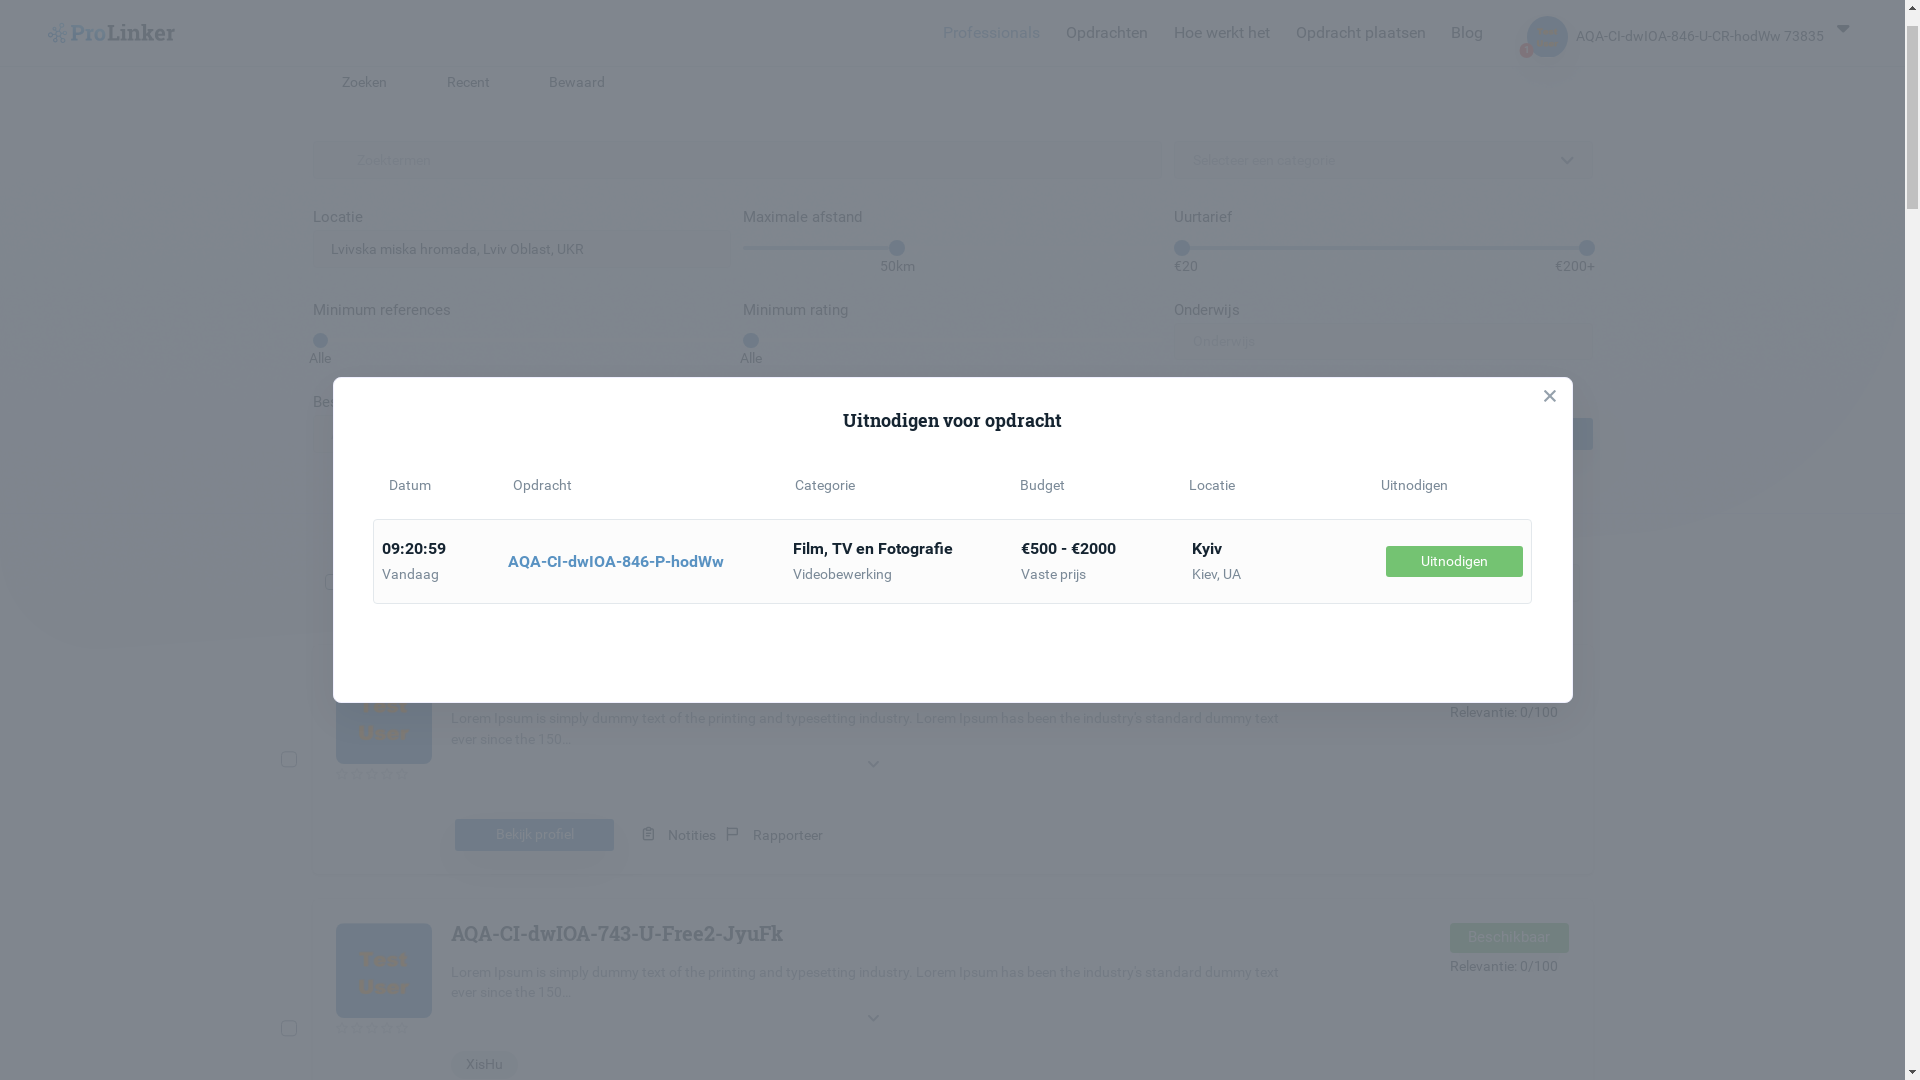 ProLinker
Professionals
Opdrachten
Hoe werkt het
Opdracht plaatsen
Blog
1
AQA-CI-dwIOA-846-U-CR-hodWw 73835
Zoeken
Recent
Bewaard
Zoektermen
Selecteer een categorie
Locatie
Maximale afstand
Uurtarief
Lvivska miska hromada, Lviv Oblast, UKR
50km
€20
€200+
Minimum references
Minimum rating
Onderwijs
Onderwijs
Alle
Alle
Uitnodigen voor opdracht
Datum
Opdracht
Categorie
Budget
Locatie
Uitnodigen
09:20:59
Vandaag
AQA-CI-dwIOA-846-P-hodWw
Film, TV en Fotografie
Videobewerking
€500 - €2000
Vaste prijs
Kyiv
Kiev, UA
Uitnodigen
Relevantie: 0/100
Lorem Ipsum is simply dummy text of the printing and typesetting industry. Lorem Ipsum has been the industry's standard dummy text
ever since the 150...
Bekijk profiel
Notities
Rapporteer
AQA-CI-dwIOA-743-U-Free2-JyuFk
Beschikbaar
Relevantie: 0/100
Test
User
Lorem Ipsum is simply dummy text of the printing and typesetting industry. Lorem Ipsum has been the industry's standard dummy text
ever since the 150...
XisHu